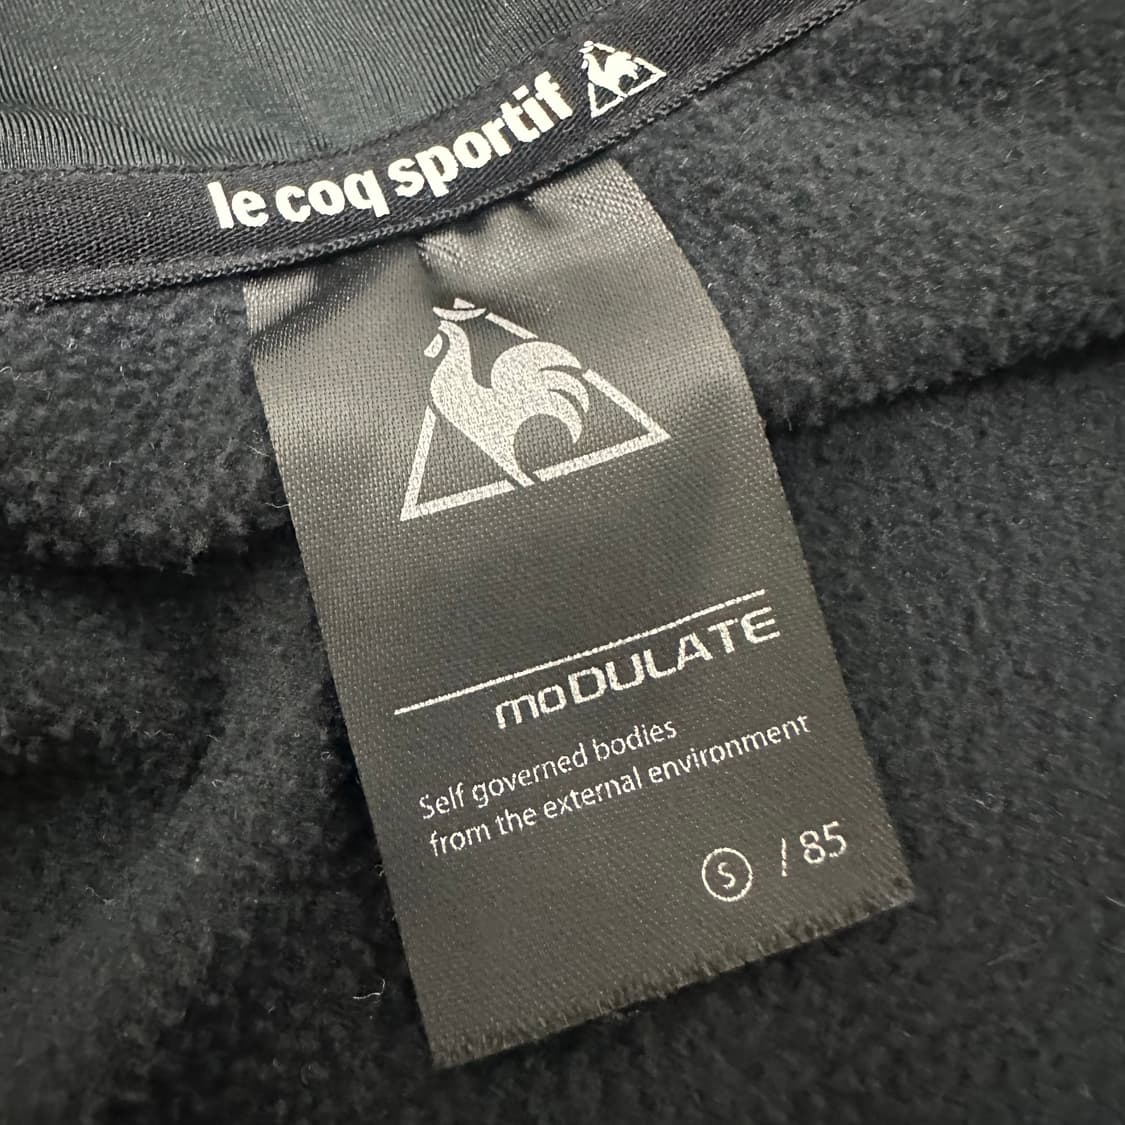 le coq sportif
moDULATE
Self governed bodies
from the external environment
S / 85